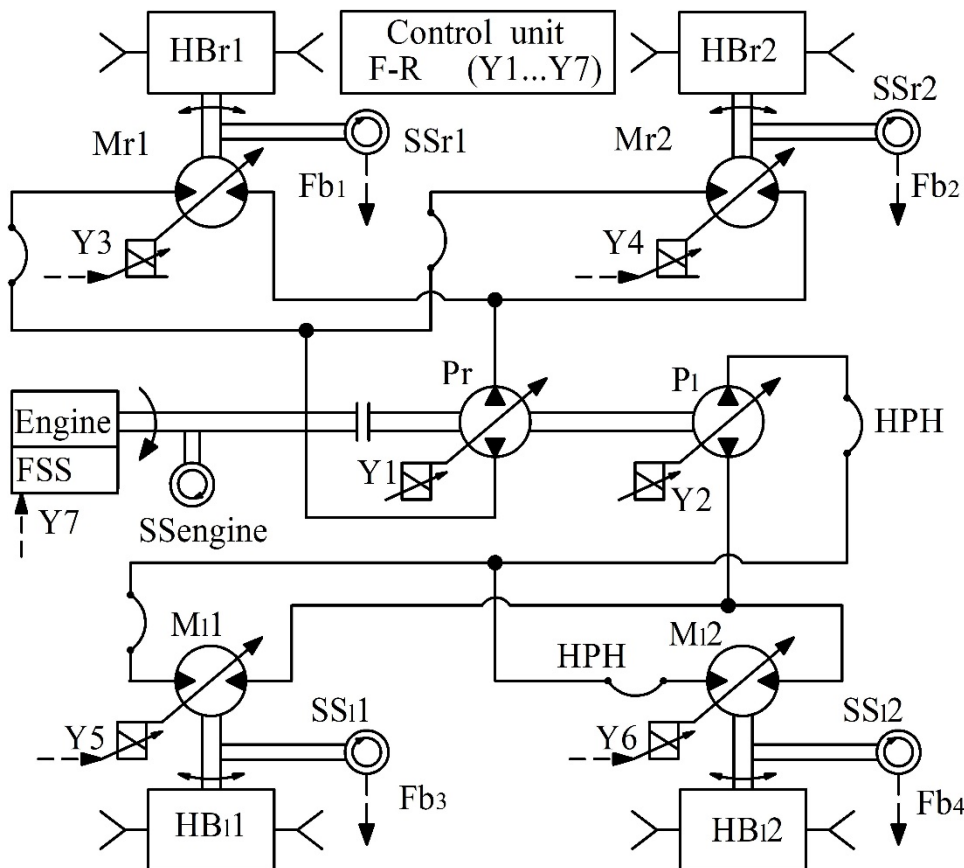 HBr1
Control unit
F-R (Y1...Y7)
HBr2
SSr2
Mr1
SSr1
Mr2
Fb1
Fb2
Y3
Y4
Pr
Pl
Engine
HPH
FSS
Y1
Y2
Y7
SSengine
Ml1
Ml2
HPH
SSl1
SSl2
Y5
Y6
Fb3
Fb4
HBl1
HBl2